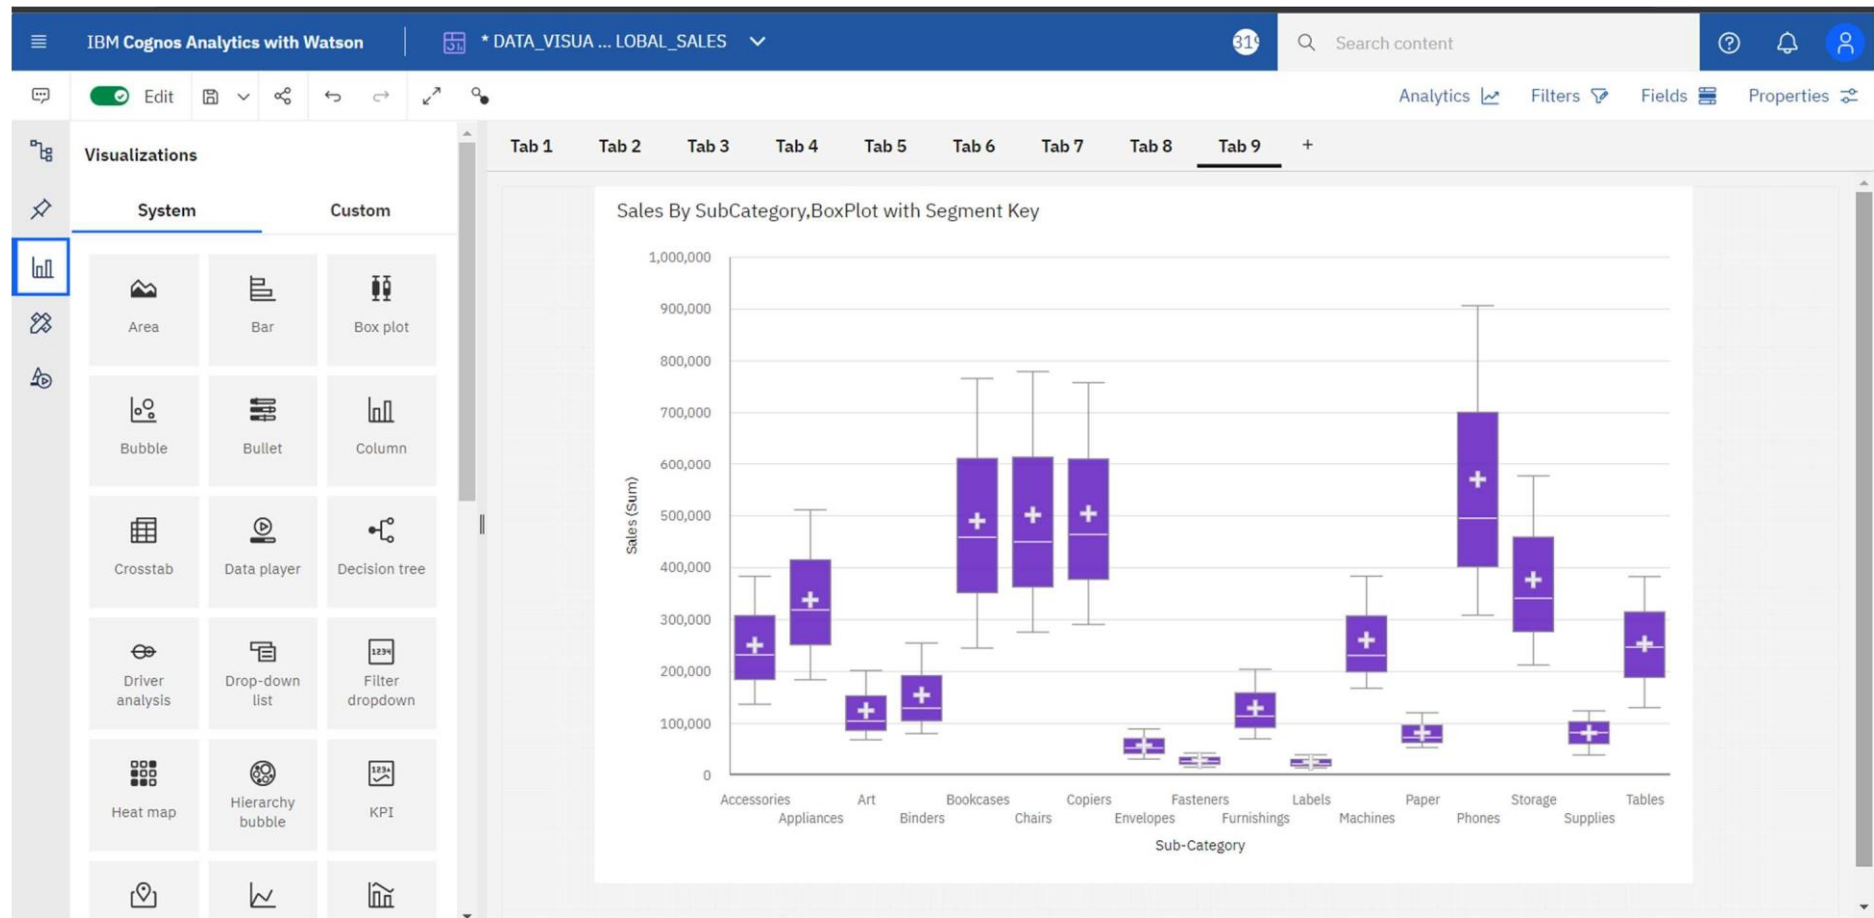 IBM Cognos Analytics with Watson
* DATA_VISUA ... LOBAL_SALES
Search content
Edit
Analytics
Filters
Fields
Properties
Visualizations
System
Custom
Area
Bar
Box plot
Bubble
Bullet
Column
Crosstab
Data player
Decision tree
Driver
analysis
Drop-down
list
Filter
dropdown
Heat map
Hierarchy
bubble
KPI
Tab 1
Tab 2
Tab 3
Tab 4
Tab 5
Tab 6
Tab 7
Tab 8
Tab 9
+
Sales By SubCategory,BoxPlot with Segment Key
Sales (Sum)
1,000,000
900,000
800,000
700,000
600,000
500,000
400,000
300,000
200,000
100,000
0
Accessories
Appliances
Art
Binders
Bookcases
Chairs
Copiers
Envelopes
Fasteners
Furnishings
Labels
Machines
Paper
Phones
Storage
Supplies
Tables
Sub-Category